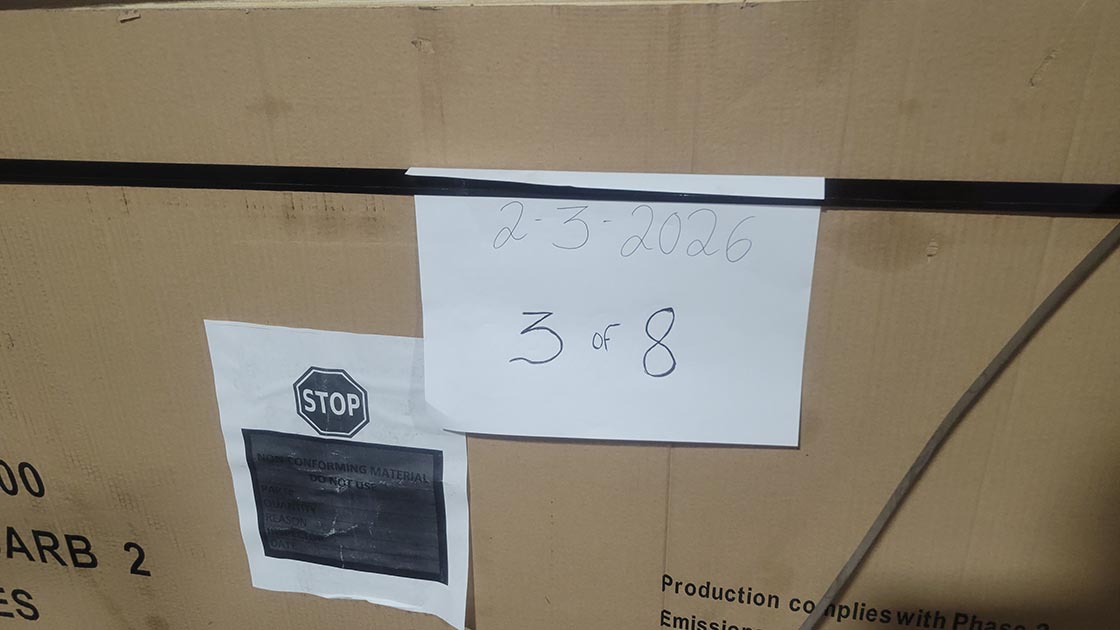 2-3-2026
3 of 8
STOP
NON-CONFORMING MATERIAL
DO NOT USE
PART#
QUANTITY
REASON
DATE
00
ARB 2
ES
Production complies with Phase 2
Emission